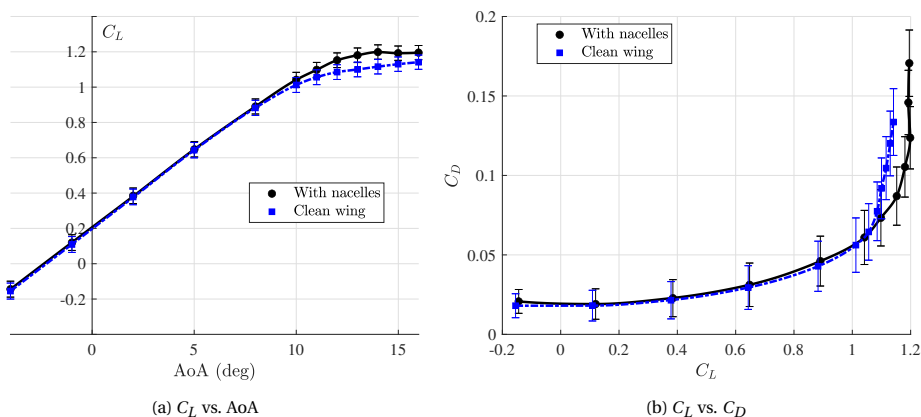 C_L
1.2
1
0.8
0.6
0.4
0.2
0
-0.2
With nacelles
Clean wing
0 5 10 15
AoA (deg)
(a) C_L vs. AoA
0.2
0.15
0.1
0.05
0
C_D
With nacelles
Clean wing
-0.2 0 0.2 0.4 0.6 0.8 1 1.2
C_L
(b) C_L vs. C_D